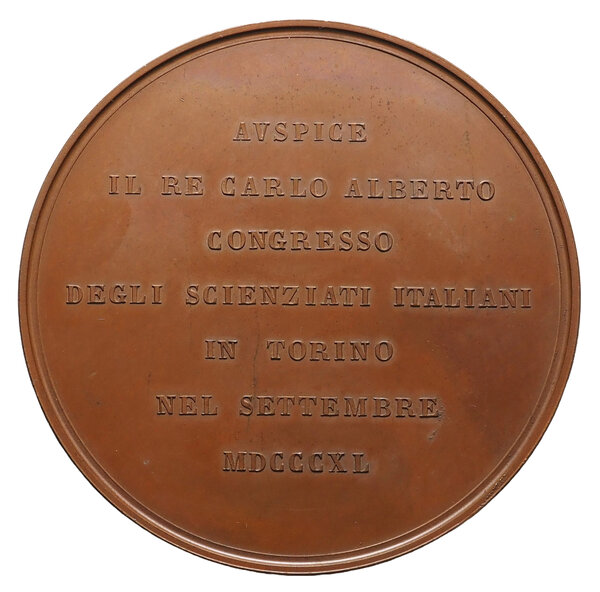 AVSPICE
IL RE CARLO ALBERTO
CONGRESSO
DEGLI SCIENZIATI ITALIANI
IN TORINO
NEL SETTEMBRE
MDCCCXL